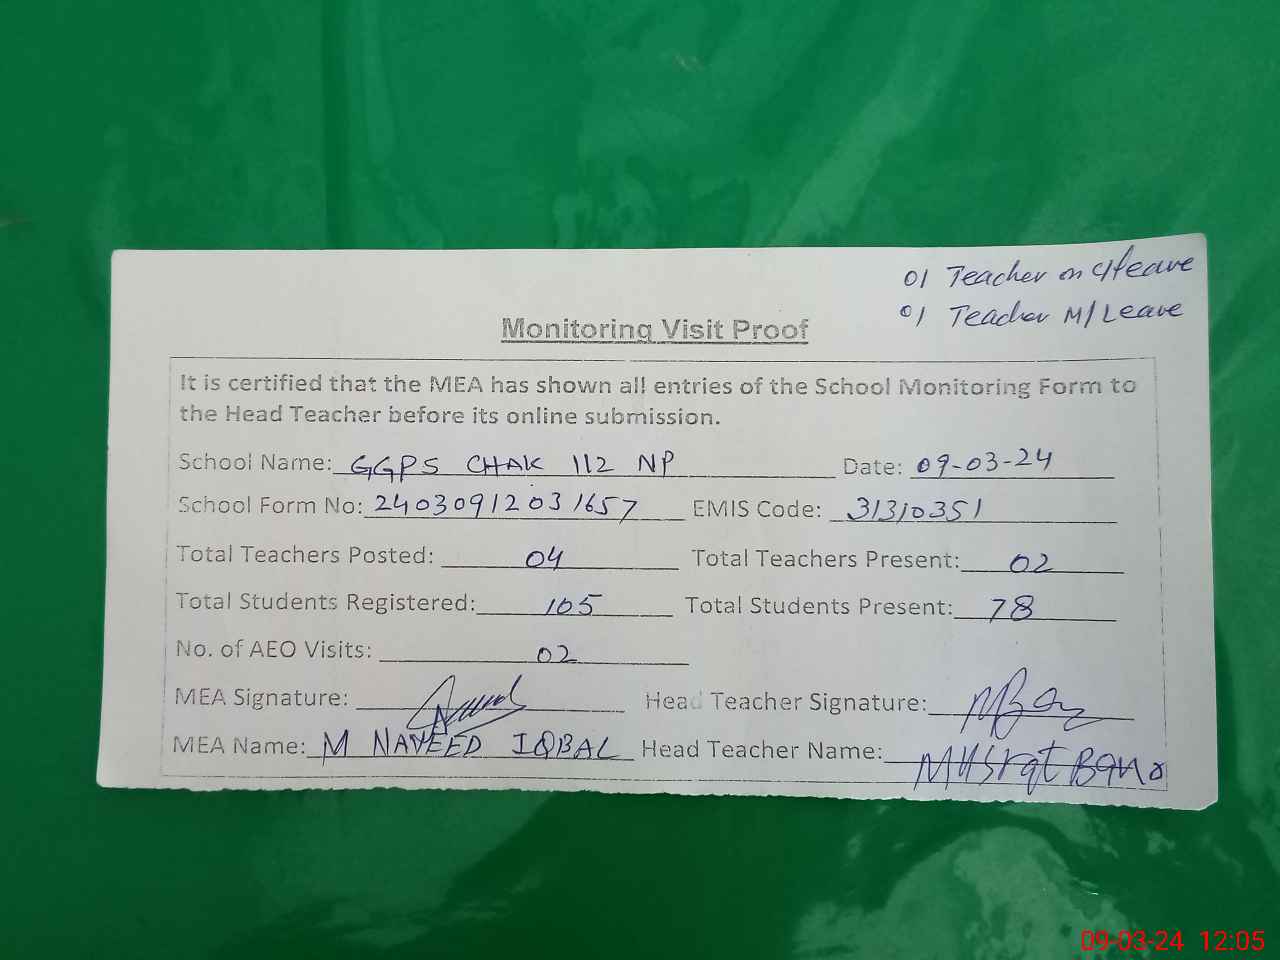 01 Teacher on c/leave
01 Teacher M/Leave
Monitoring Visit Proof
It is certified that the MEA has shown all entries of the School Monitoring Form to
the Head Teacher before its online submission.
School Name: GGPS CHAK 112 NP Date: 09-03-24
School Form No: 24030912031657 EMIS Code: 31310351
Total Teachers Posted: 04 Total Teachers Present: 02
Total Students Registered: 105 Total Students Present: 78
No. of AEO Visits: 02
MEA Signature: Head Teacher Signature:
MEA Name: M NAVEED IQBAL Head Teacher Name: Musrat Bano
09-03-24 12:05